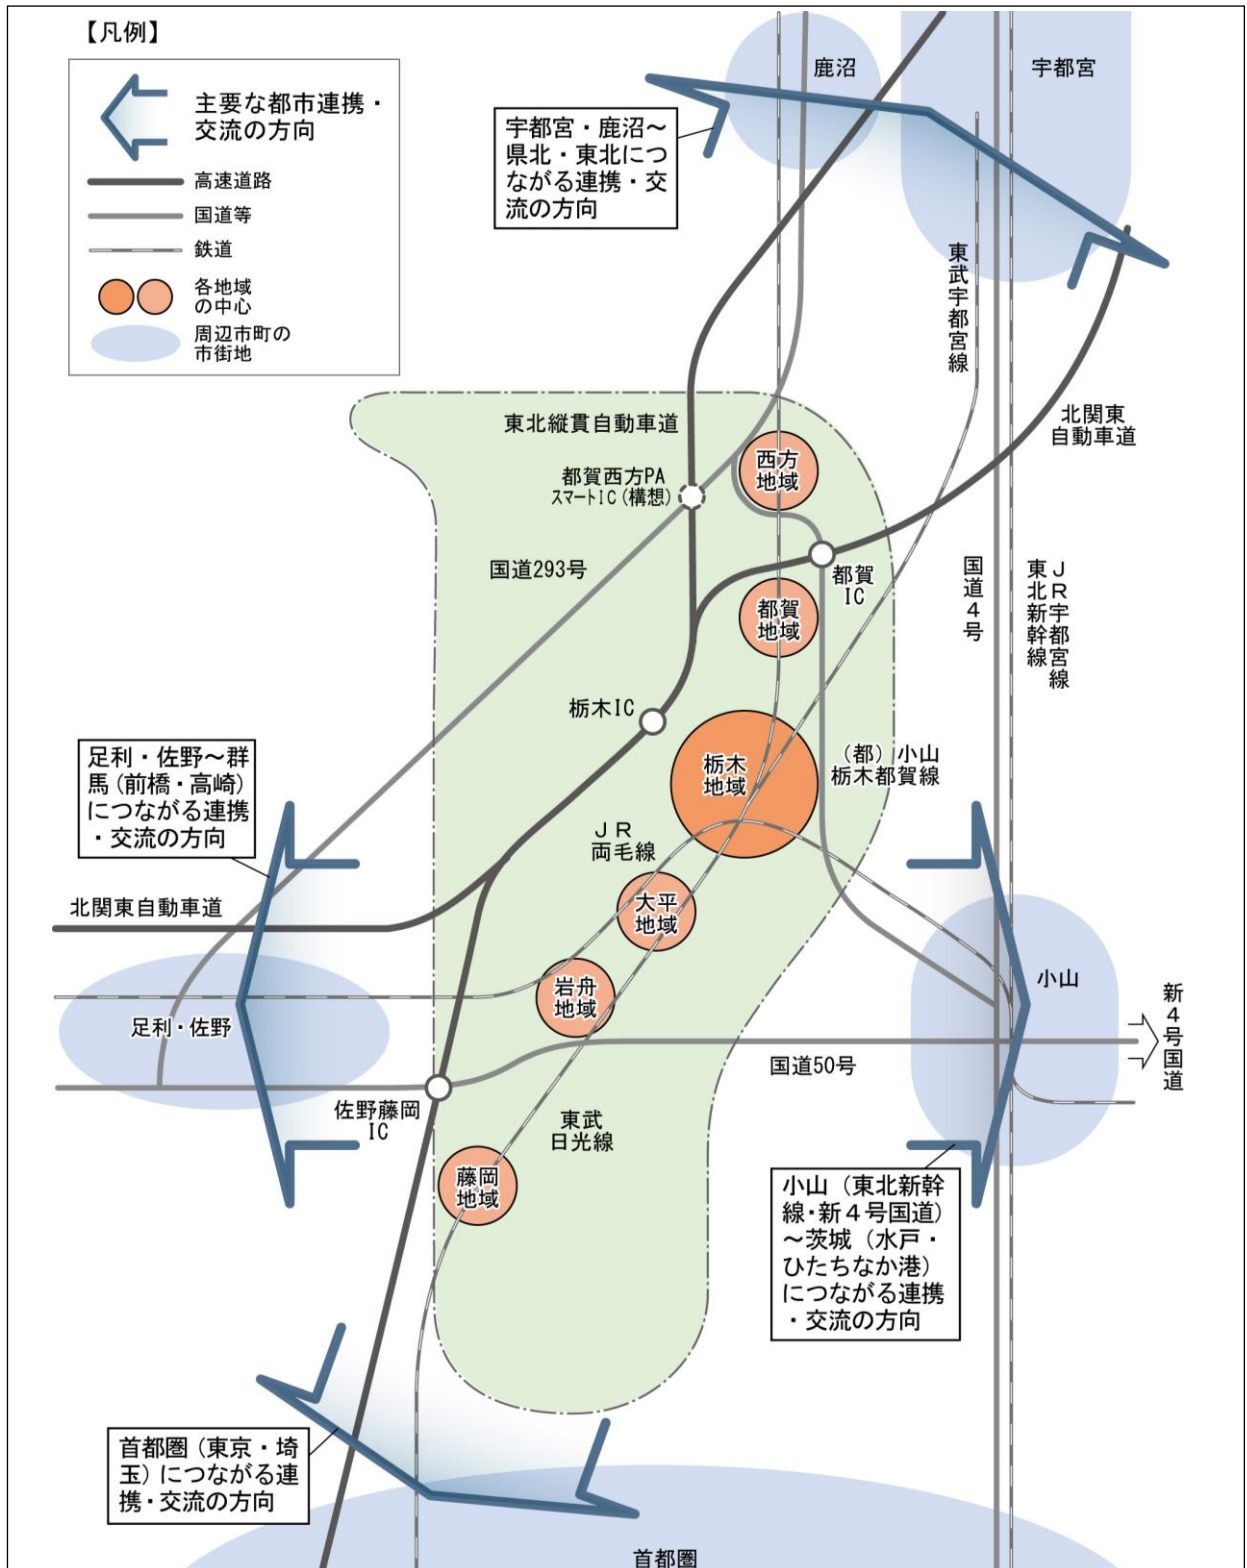 【凡例】
主要な都市連携・
交流の方向
高速道路
国道等
鉄道
各地域
の中心
周辺市町の
市街地
鹿沼
宇都宮
宇都宮・鹿沼～
県北・東北につ
ながる連携・交
流の方向
東武宇都宮線
北関東
自動車道
東北縦貫自動車道
都賀西方PA
スマートIC（構想）
西方
地域
国道293号
都賀
IC
都賀
地域
国道４号
ＪＲ宇都宮線
東北新幹線
栃木IC
栃木
地域
（都）小山
栃木都賀線
足利・佐野～群
馬（前橋・高崎）
につながる連携
・交流の方向
ＪＲ
両毛線
大平
地域
北関東自動車道
岩舟
地域
小山
新４号国道
足利・佐野
国道50号
佐野藤岡
IC
東武
日光線
藤岡
地域
小山（東北新幹
線・新４号国道）
～茨城（水戸・
ひたちなか港）
につながる連携
・交流の方向
首都圏（東京・埼
玉）につながる連
携・交流の方向
首都圏